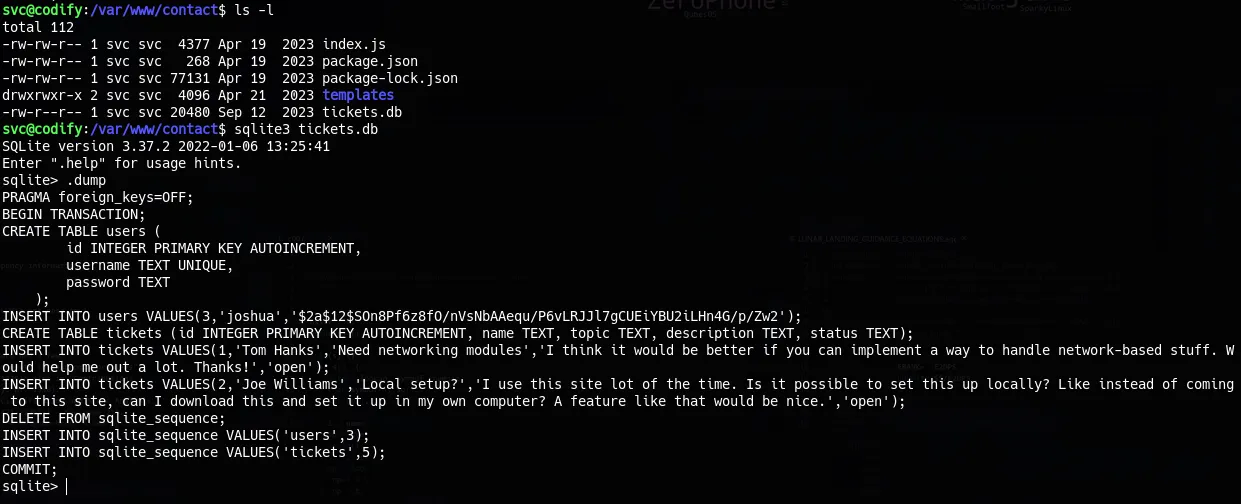 svc@codify:/var/www/contact$ ls -l
total 112
-rw-rw-r-- 1 svc svc  4377 Apr 19  2023 index.js
-rw-rw-r-- 1 svc svc   268 Apr 19  2023 package.json
-rw-rw-r-- 1 svc svc 77131 Apr 19  2023 package-lock.json
drwxrwxr-x 2 svc svc  4096 Apr 21  2023 templates
-rw-r--r-- 1 svc svc 20480 Sep 12  2023 tickets.db
svc@codify:/var/www/contact$ sqlite3 tickets.db
SQLite version 3.37.2 2022-01-06 13:25:41
Enter ".help" for usage hints.
sqlite> .dump
PRAGMA foreign_keys=OFF;
BEGIN TRANSACTION;
CREATE TABLE users (
        id INTEGER PRIMARY KEY AUTOINCREMENT,
        username TEXT UNIQUE,
        password TEXT
    );
INSERT INTO users VALUES(3,'joshua','$2a$12$SOn8Pf6z8fO/nVsNbAAequ/P6vLRJJl7gCUEiYBU2iLHn4G/p/Zw2');
CREATE TABLE tickets (id INTEGER PRIMARY KEY AUTOINCREMENT, name TEXT, topic TEXT, description TEXT, status TEXT);
INSERT INTO tickets VALUES(1,'Tom Hanks','Need networking modules','I think it would be better if you can implement a way to handle network-based stuff. W
ould help me out a lot. Thanks!','open');
INSERT INTO tickets VALUES(2,'Joe Williams','Local setup?','I use this site lot of the time. Is it possible to set this up locally? Like instead of coming
 to this site, can I download this and set it up in my own computer? A feature like that would be nice.','open');
DELETE FROM sqlite_sequence;
INSERT INTO sqlite_sequence VALUES('users',3);
INSERT INTO sqlite_sequence VALUES('tickets',5);
COMMIT;
sqlite>